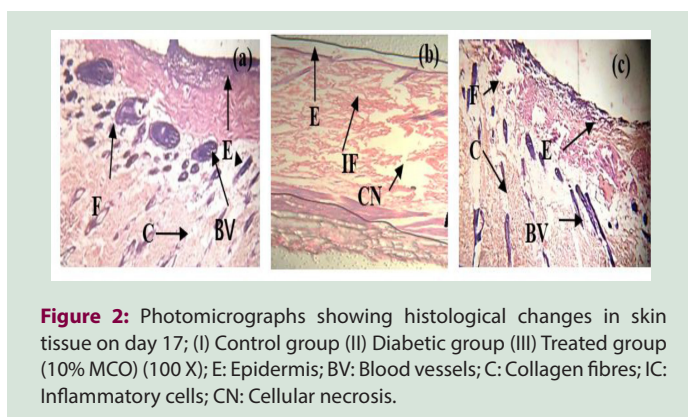 (a) (b) (c)
E F C BV
E IF CN
F C E BV
Figure 2: Photomicrographs showing histological changes in skin
tissue on day 17; (I) Control group (II) Diabetic group (III) Treated group
(10% MCO) (100 X); E: Epidermis; BV: Blood vessels; C: Collagen fibres; IC:
Inflammatory cells; CN: Cellular necrosis.